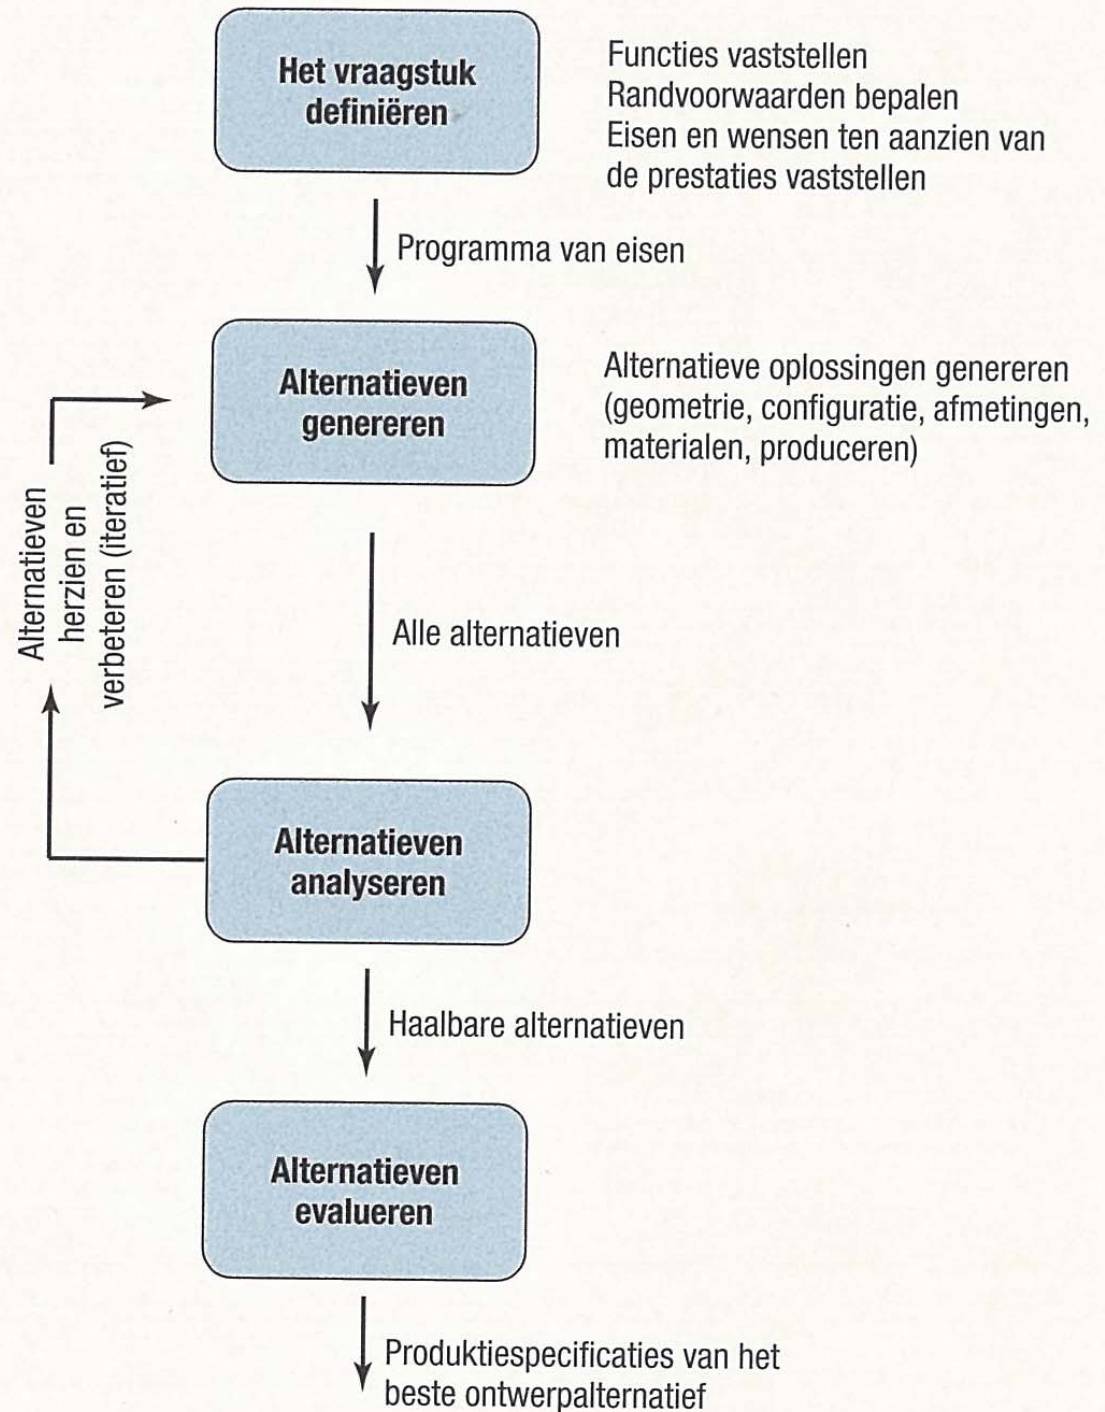 Het vraagstuk
definiëren
Functies vaststellen
Randvoorwaarden bepalen
Eisen en wensen ten aanzien van
de prestaties vaststellen
Programma van eisen
Alternatieven
genereren
Alternatieve oplossingen genereren
(geometrie, configuratie, afmetingen,
materialen, produceren)
Alternatieven
herzien en
verbeteren (iteratief)
Alle alternatieven
Alternatieven
analyseren
Haalbare alternatieven
Alternatieven
evalueren
Produktiespecificaties van het
beste ontwerpalternatief